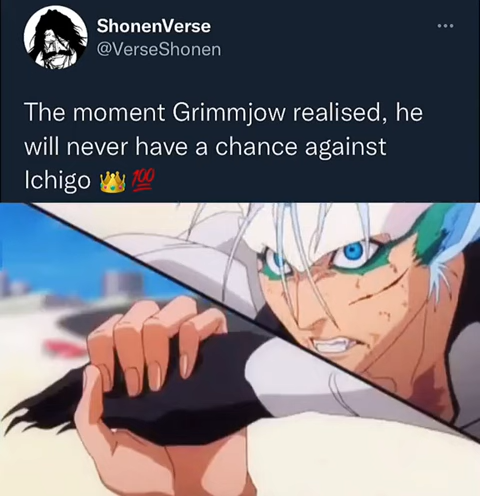 ShonenVerse
@VerseShonen
The moment Grimmjow realised, he
will never have a chance against
Ichigo 👑 💯